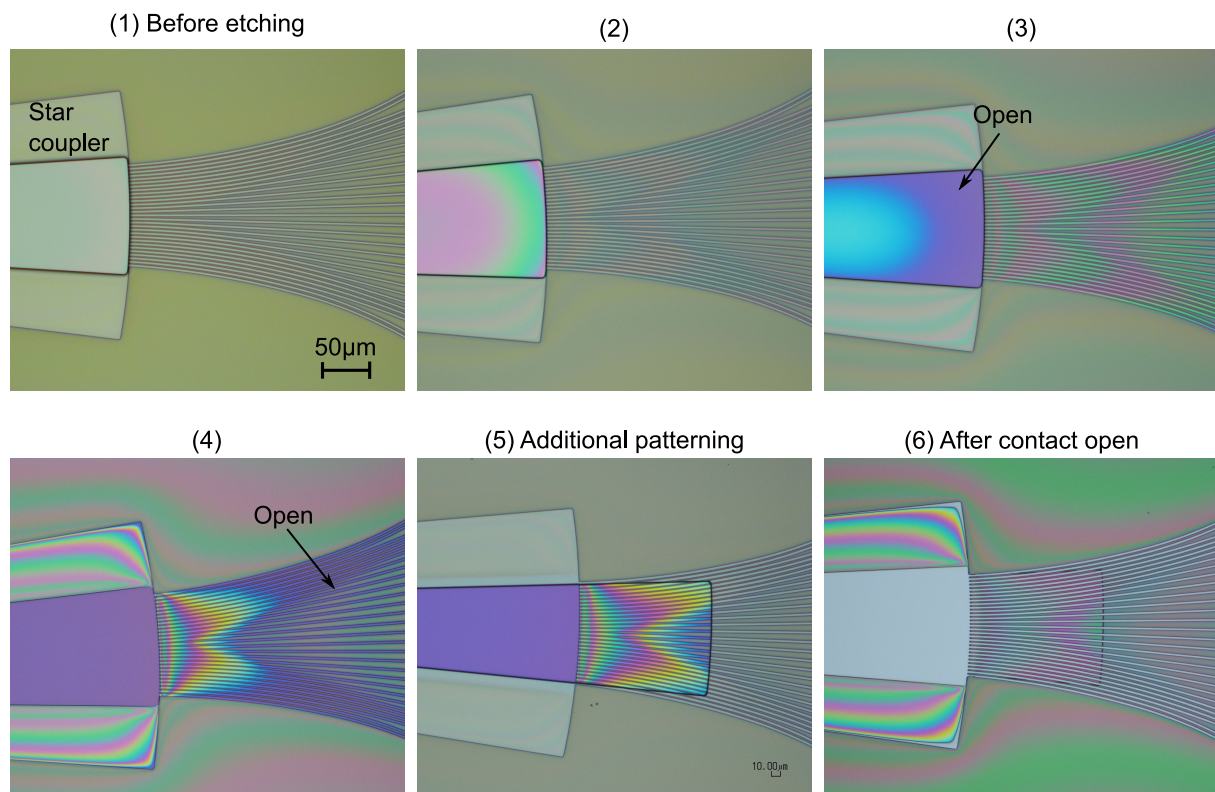 (1) Before etching
(2)
(3)
Star
coupler
50μm
Open
(4)
(5) Additional patterning
(6) After contact open
Open
10.00μm